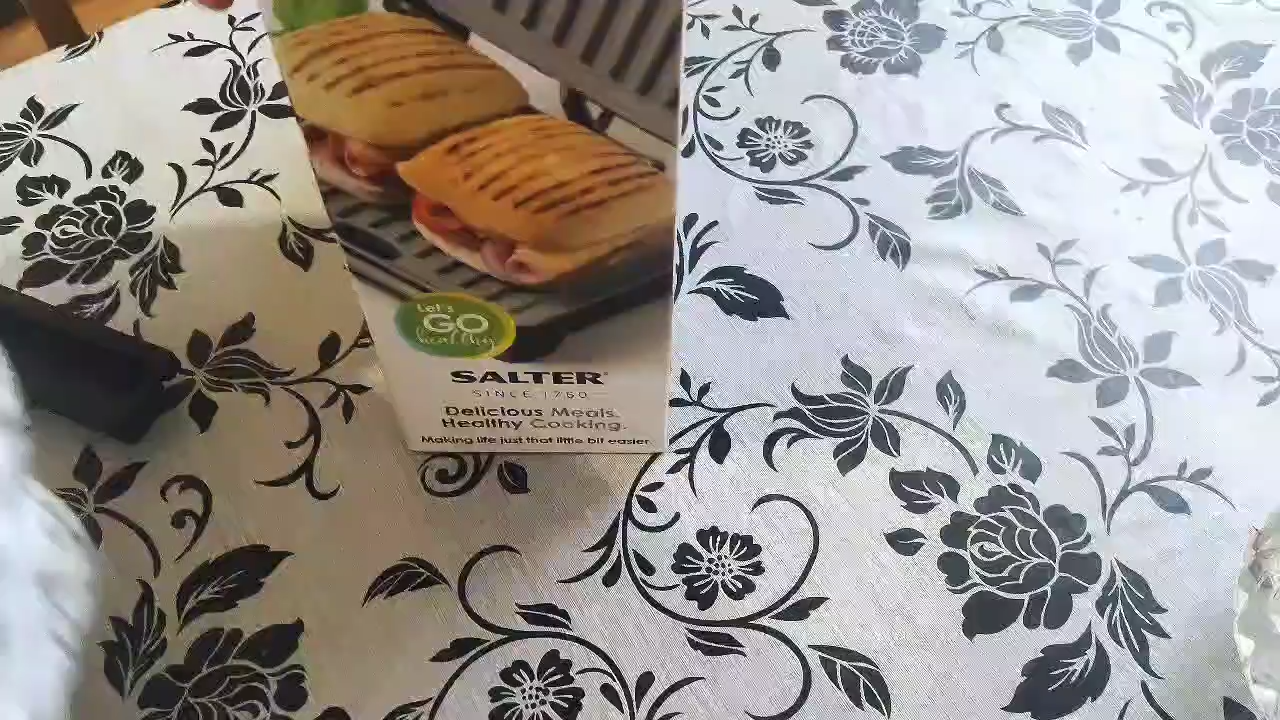 Let's
GO
healthy
SALTER®
SINCE 1760
Delicious Meals.
Healthy Cooking.
Making life just that little bit easier